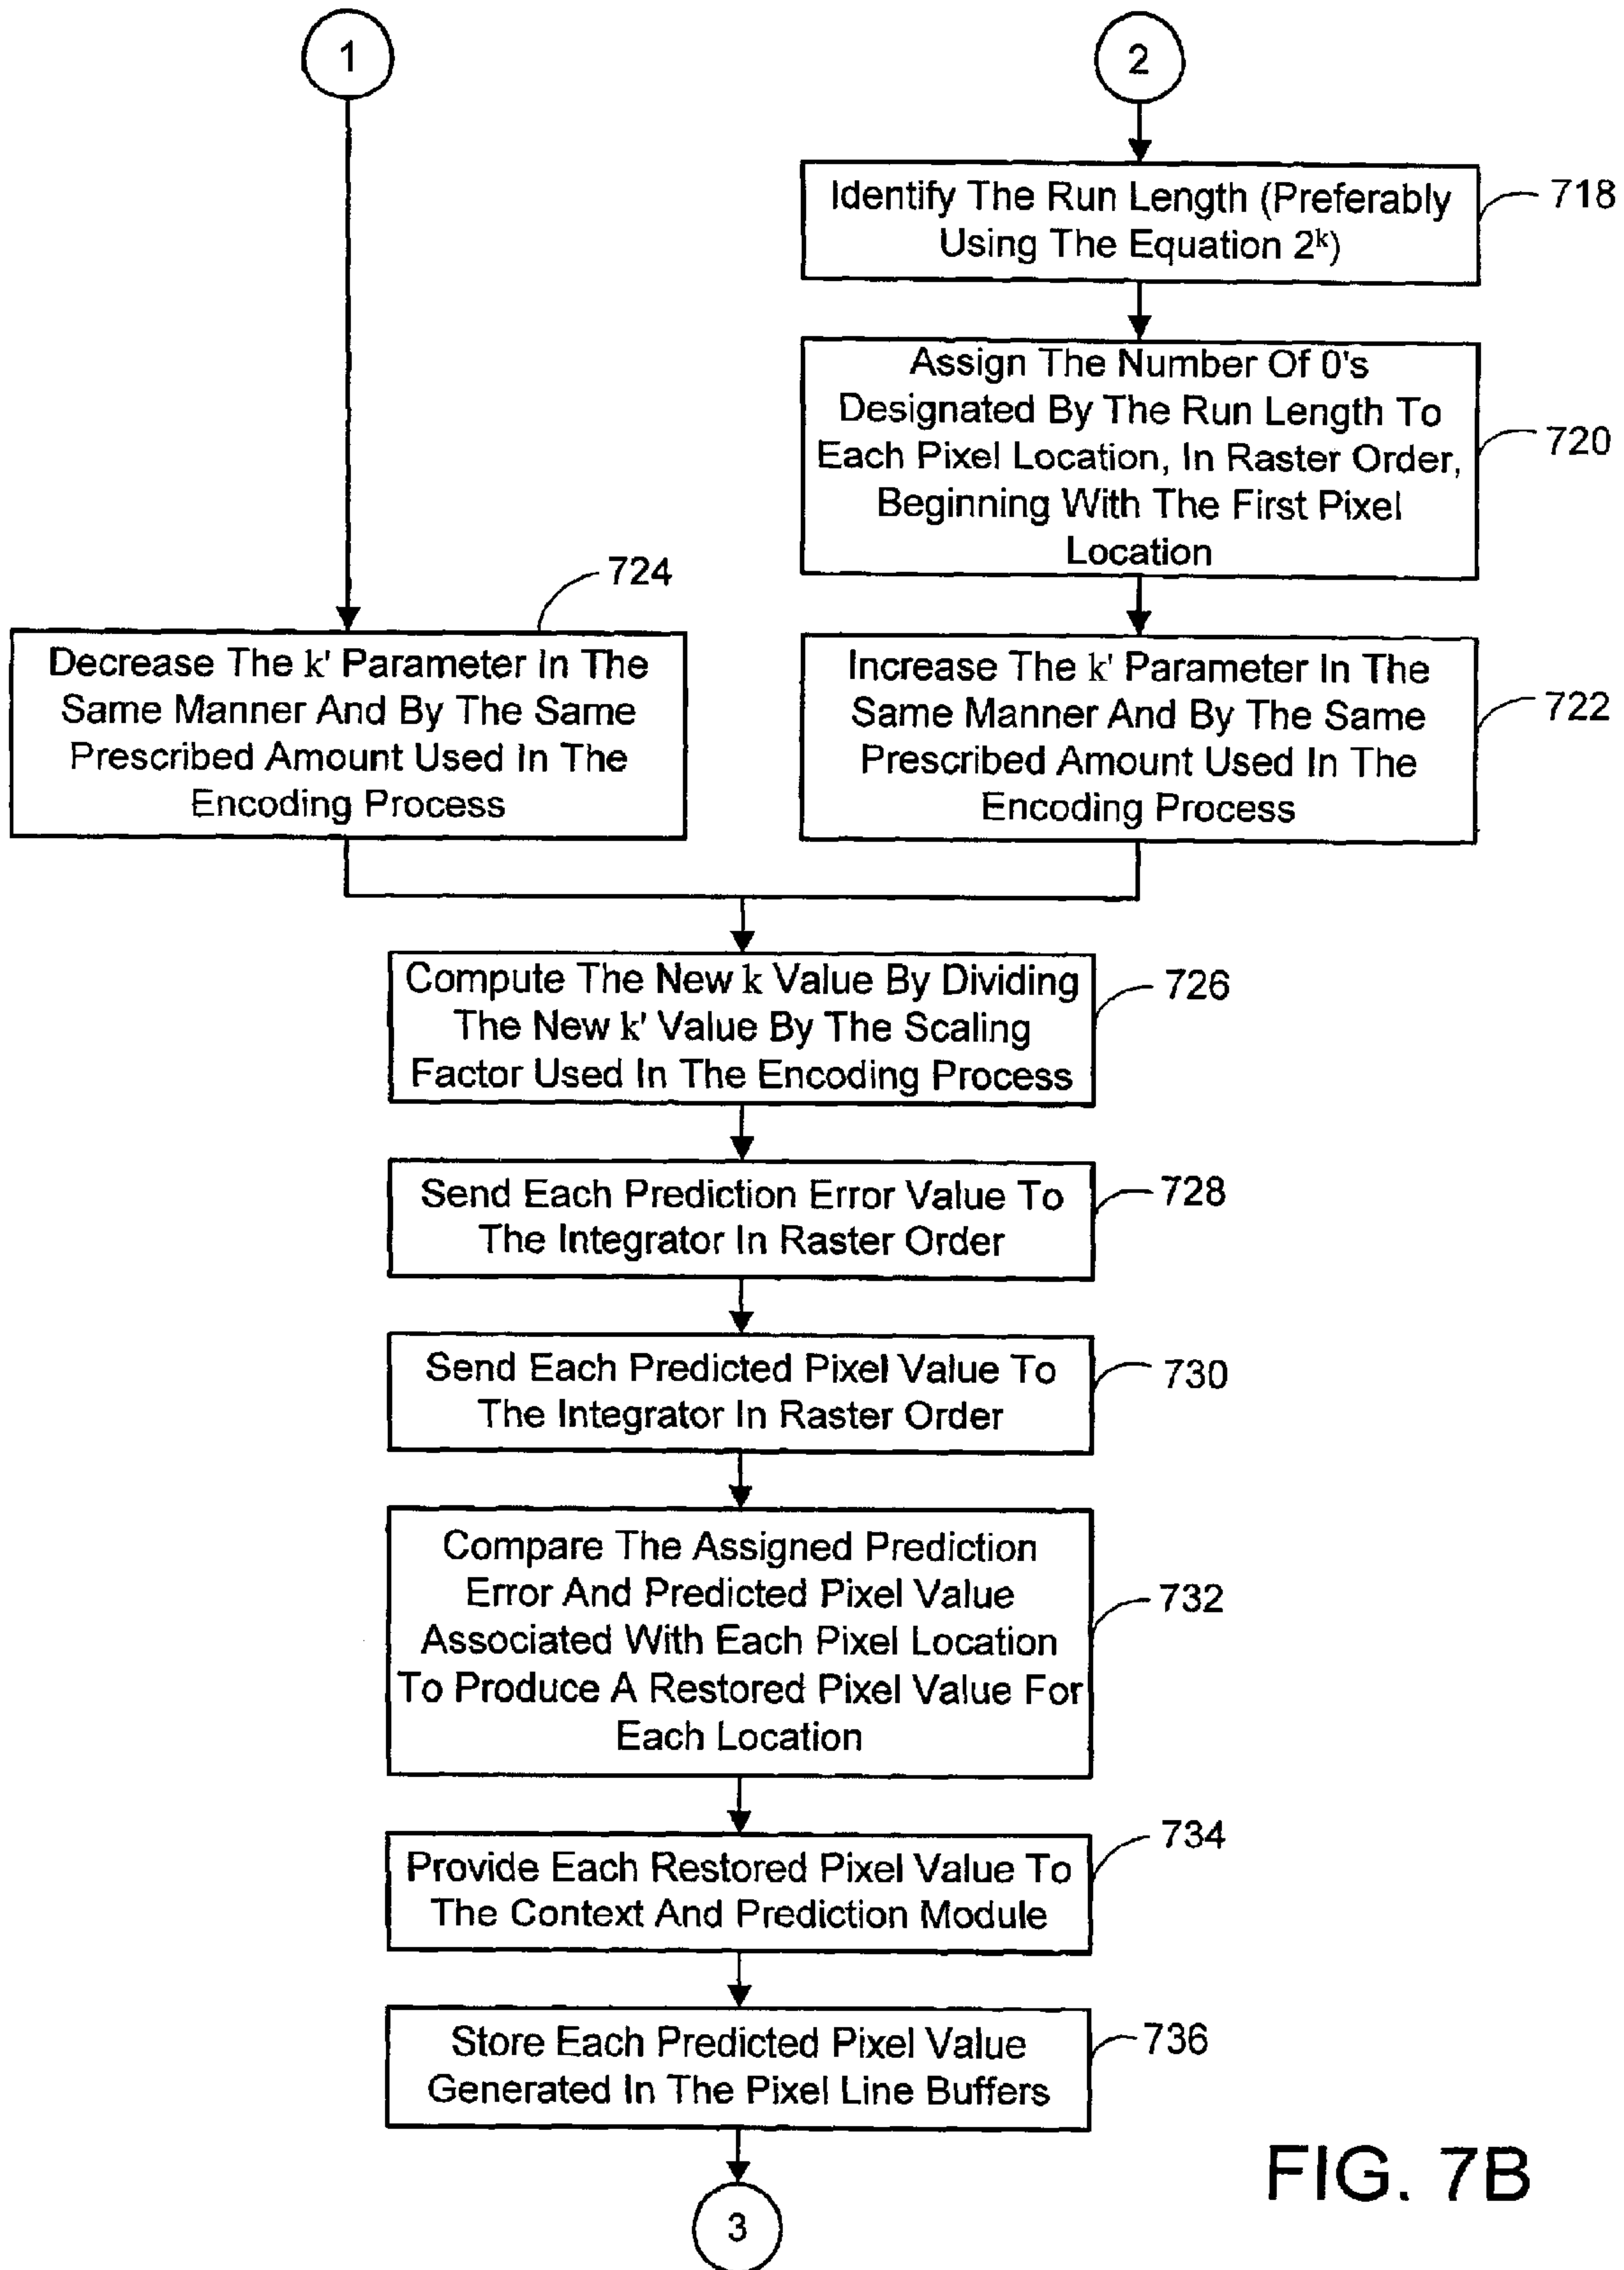 1
2
Identify The Run Length (Preferably
Using The Equation 2ᵏ)
718
Assign The Number Of 0's
Designated By The Run Length To
Each Pixel Location, In Raster Order,
Beginning With The First Pixel
Location
720
724
Decrease The k' Parameter In The
Same Manner And By The Same
Prescribed Amount Used In The
Encoding Process
Increase The k' Parameter In The
Same Manner And By The Same
Prescribed Amount Used In The
Encoding Process
722
Compute The New k Value By Dividing
The New k' Value By The Scaling
Factor Used In The Encoding Process
726
Send Each Prediction Error Value To
The Integrator In Raster Order
728
Send Each Predicted Pixel Value To
The Integrator In Raster Order
730
Compare The Assigned Prediction
Error And Predicted Pixel Value
Associated With Each Pixel Location
To Produce A Restored Pixel Value For
Each Location
732
Provide Each Restored Pixel Value To
The Context And Prediction Module
734
Store Each Predicted Pixel Value
Generated In The Pixel Line Buffers
736
3
FIG. 7B